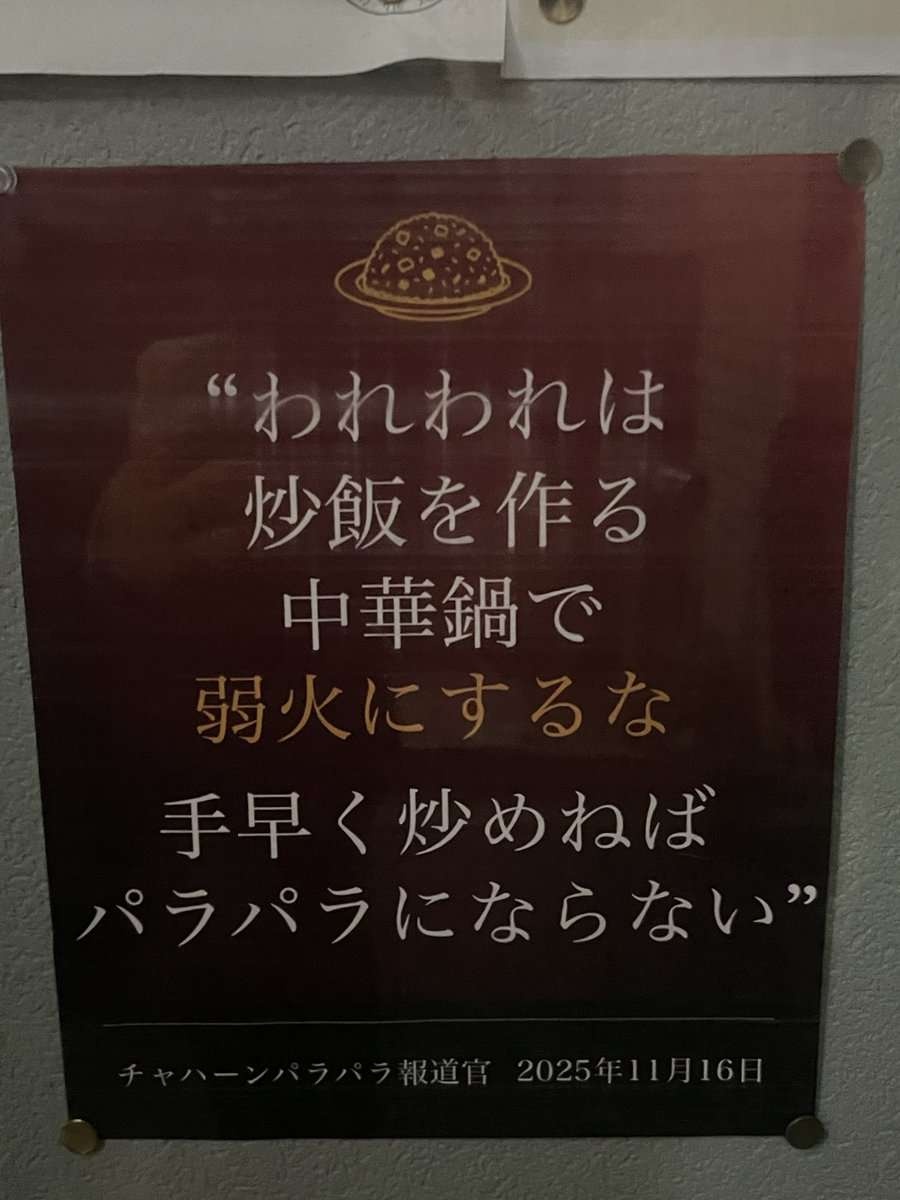 “われわれは
炒飯を作る
中華鍋で
弱火にするな
手早く炒めねば
パラパラにならない”
チャハーンパラパラ報道官 2025年11月16日